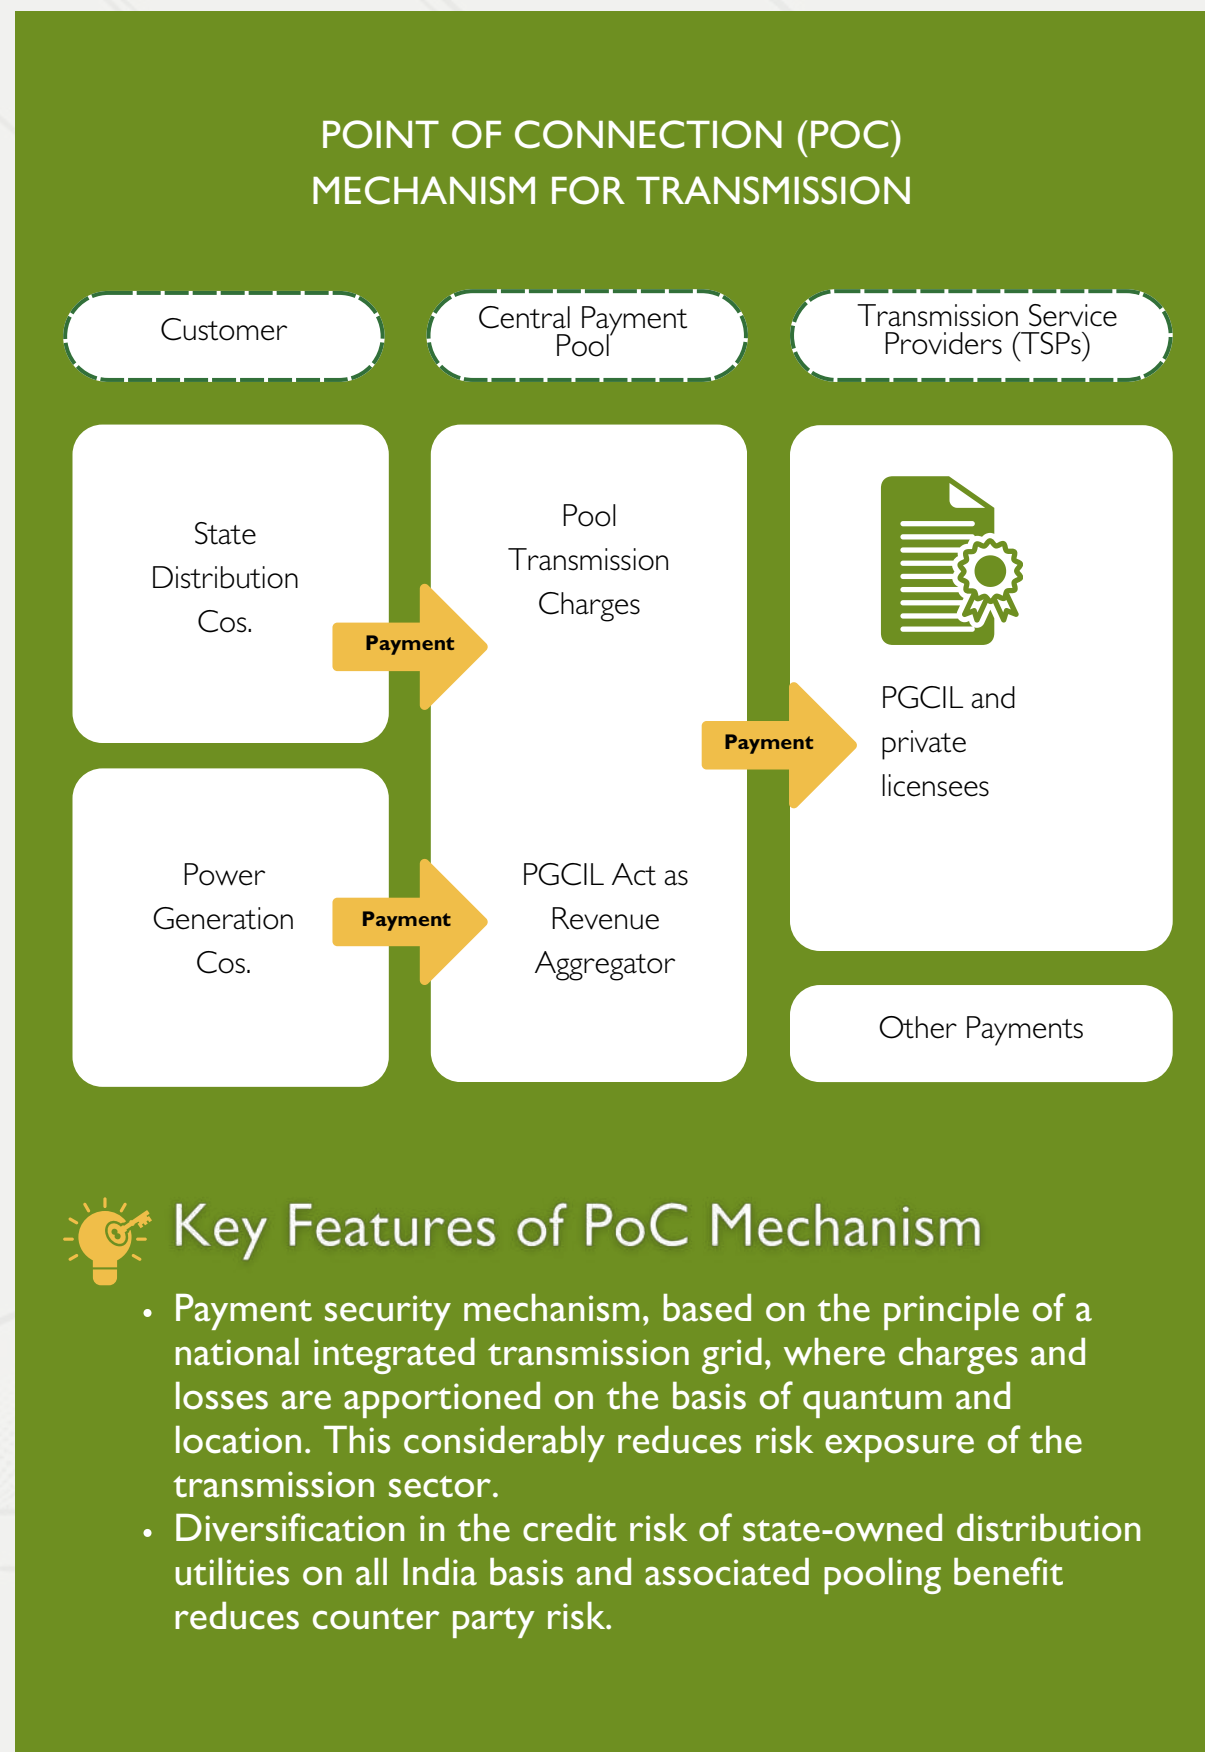 POINT OF CONNECTION (POC)
MECHANISM FOR TRANSMISSION
Customer
Central Payment
Pool
Transmission Service
Providers (TSPs)
State
Distribution
Cos.
Payment
Power
Generation
Cos.
Payment
Pool
Transmission
Charges
PGCIL Act as
Revenue
Aggregator
Payment
PGCIL and
private
licensees
Other Payments
Key Features of PoC Mechanism
• Payment security mechanism, based on the principle of a
national integrated transmission grid, where charges and
losses are apportioned on the basis of quantum and
location. This considerably reduces risk exposure of the
transmission sector.
• Diversification in the credit risk of state-owned distribution
utilities on all India basis and associated pooling benefit
reduces counter party risk.